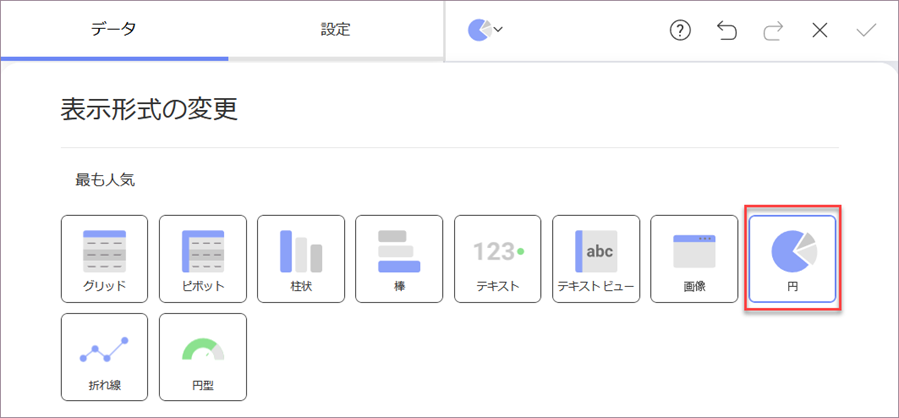 データ 設定
表示形式の変更
最も人気
123 abc
グリッド ピボット 柱状 棒 テキスト テキスト ビュー 画像 円
折れ線 円型